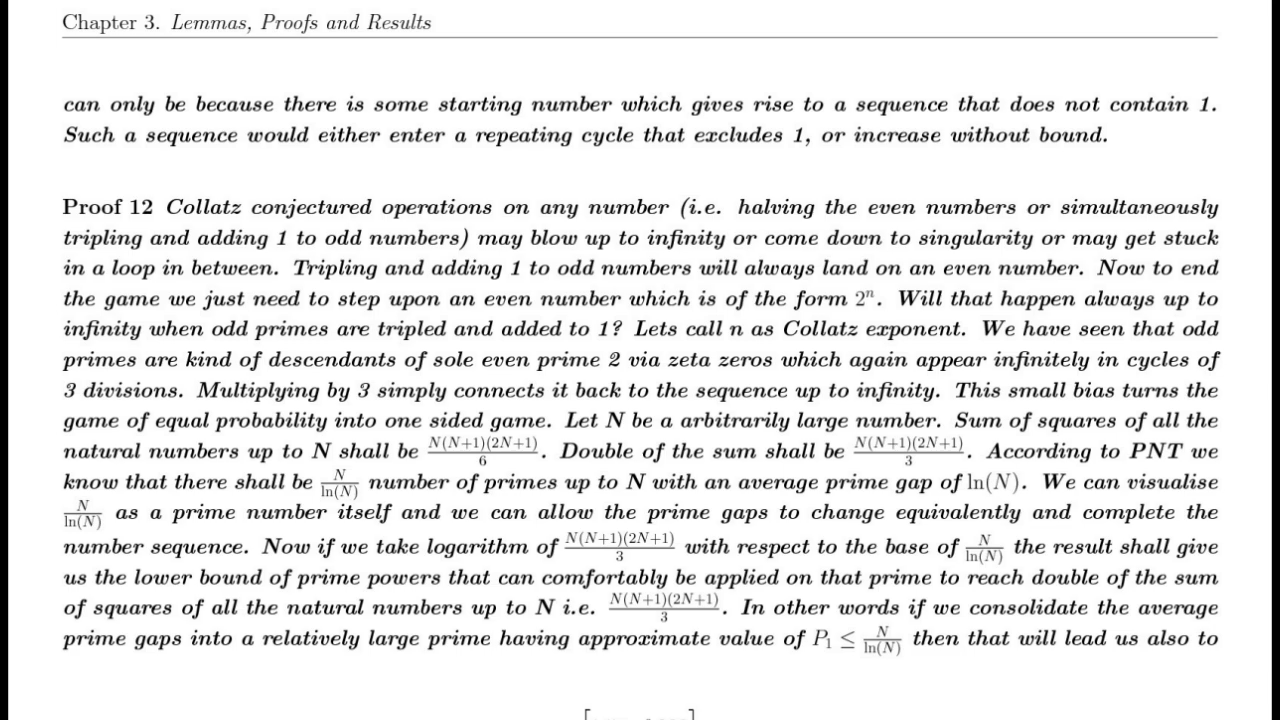 Chapter 3. Lemmas, Proofs and Results
can only be because there is some starting number which gives rise to a sequence that does not contain 1.
Such a sequence would either enter a repeating cycle that excludes 1, or increase without bound.
Proof 12 Collatz conjectured operations on any number (i.e. halving the even numbers or simultaneously
tripling and adding 1 to odd numbers) may blow up to infinity or come down to singularity or may get stuck
in a loop in between. Tripling and adding 1 to odd numbers will always land on an even number. Now to end
the game we just need to step upon an even number which is of the form 2ⁿ. Will that happen always up to
infinity when odd primes are tripled and added to 1? Lets call n as Collatz exponent. We have seen that odd
primes are kind of descendants of sole even prime 2 via zeta zeros which again appear infinitely in cycles of
3 divisions. Multiplying by 3 simply connects it back to the sequence up to infinity. This small bias turns the
game of equal probability into one sided game. Let N be a arbitrarily large number. Sum of squares of all the
natural numbers up to N shall be N(N+1)(2N+1)/6. Double of the sum shall be N(N+1)(2N+1)/3. According to PNT we
know that there shall be N/ln(N) number of primes up to N with an average prime gap of ln(N). We can visualise
N/ln(N) as a prime number itself and we can allow the prime gaps to change equivalently and complete the
number sequence. Now if we take logarithm of N(N+1)(2N+1)/3 with respect to the base of N/ln(N) the result shall give
us the lower bound of prime powers that can comfortably be applied on that prime to reach double of the sum
of squares of all the natural numbers up to N i.e. N(N+1)(2N+1)/3. In other words if we consolidate the average
prime gaps into a relatively large prime having approximate value of P₁ ≤ N/ln(N) then that will lead us also to